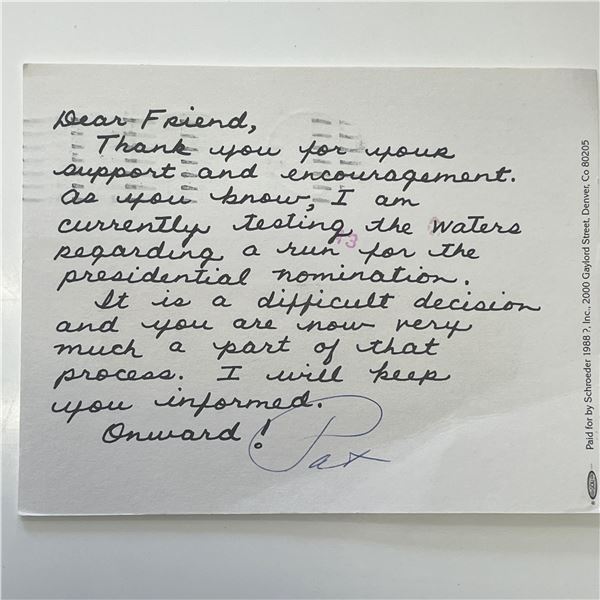 Dear Friend,
Thank you for your
support and encouragement.
As you know, I am
currently testing the waters
regarding a run for the
presidential nomination.
It is a difficult decision
and you are now very
much a part of that
process. I will keep
you informed.
Onward!
Pat
Paid for by Schroeder 1988 ?, Inc., 2000 Gaylord Street, Denver, Co 80205